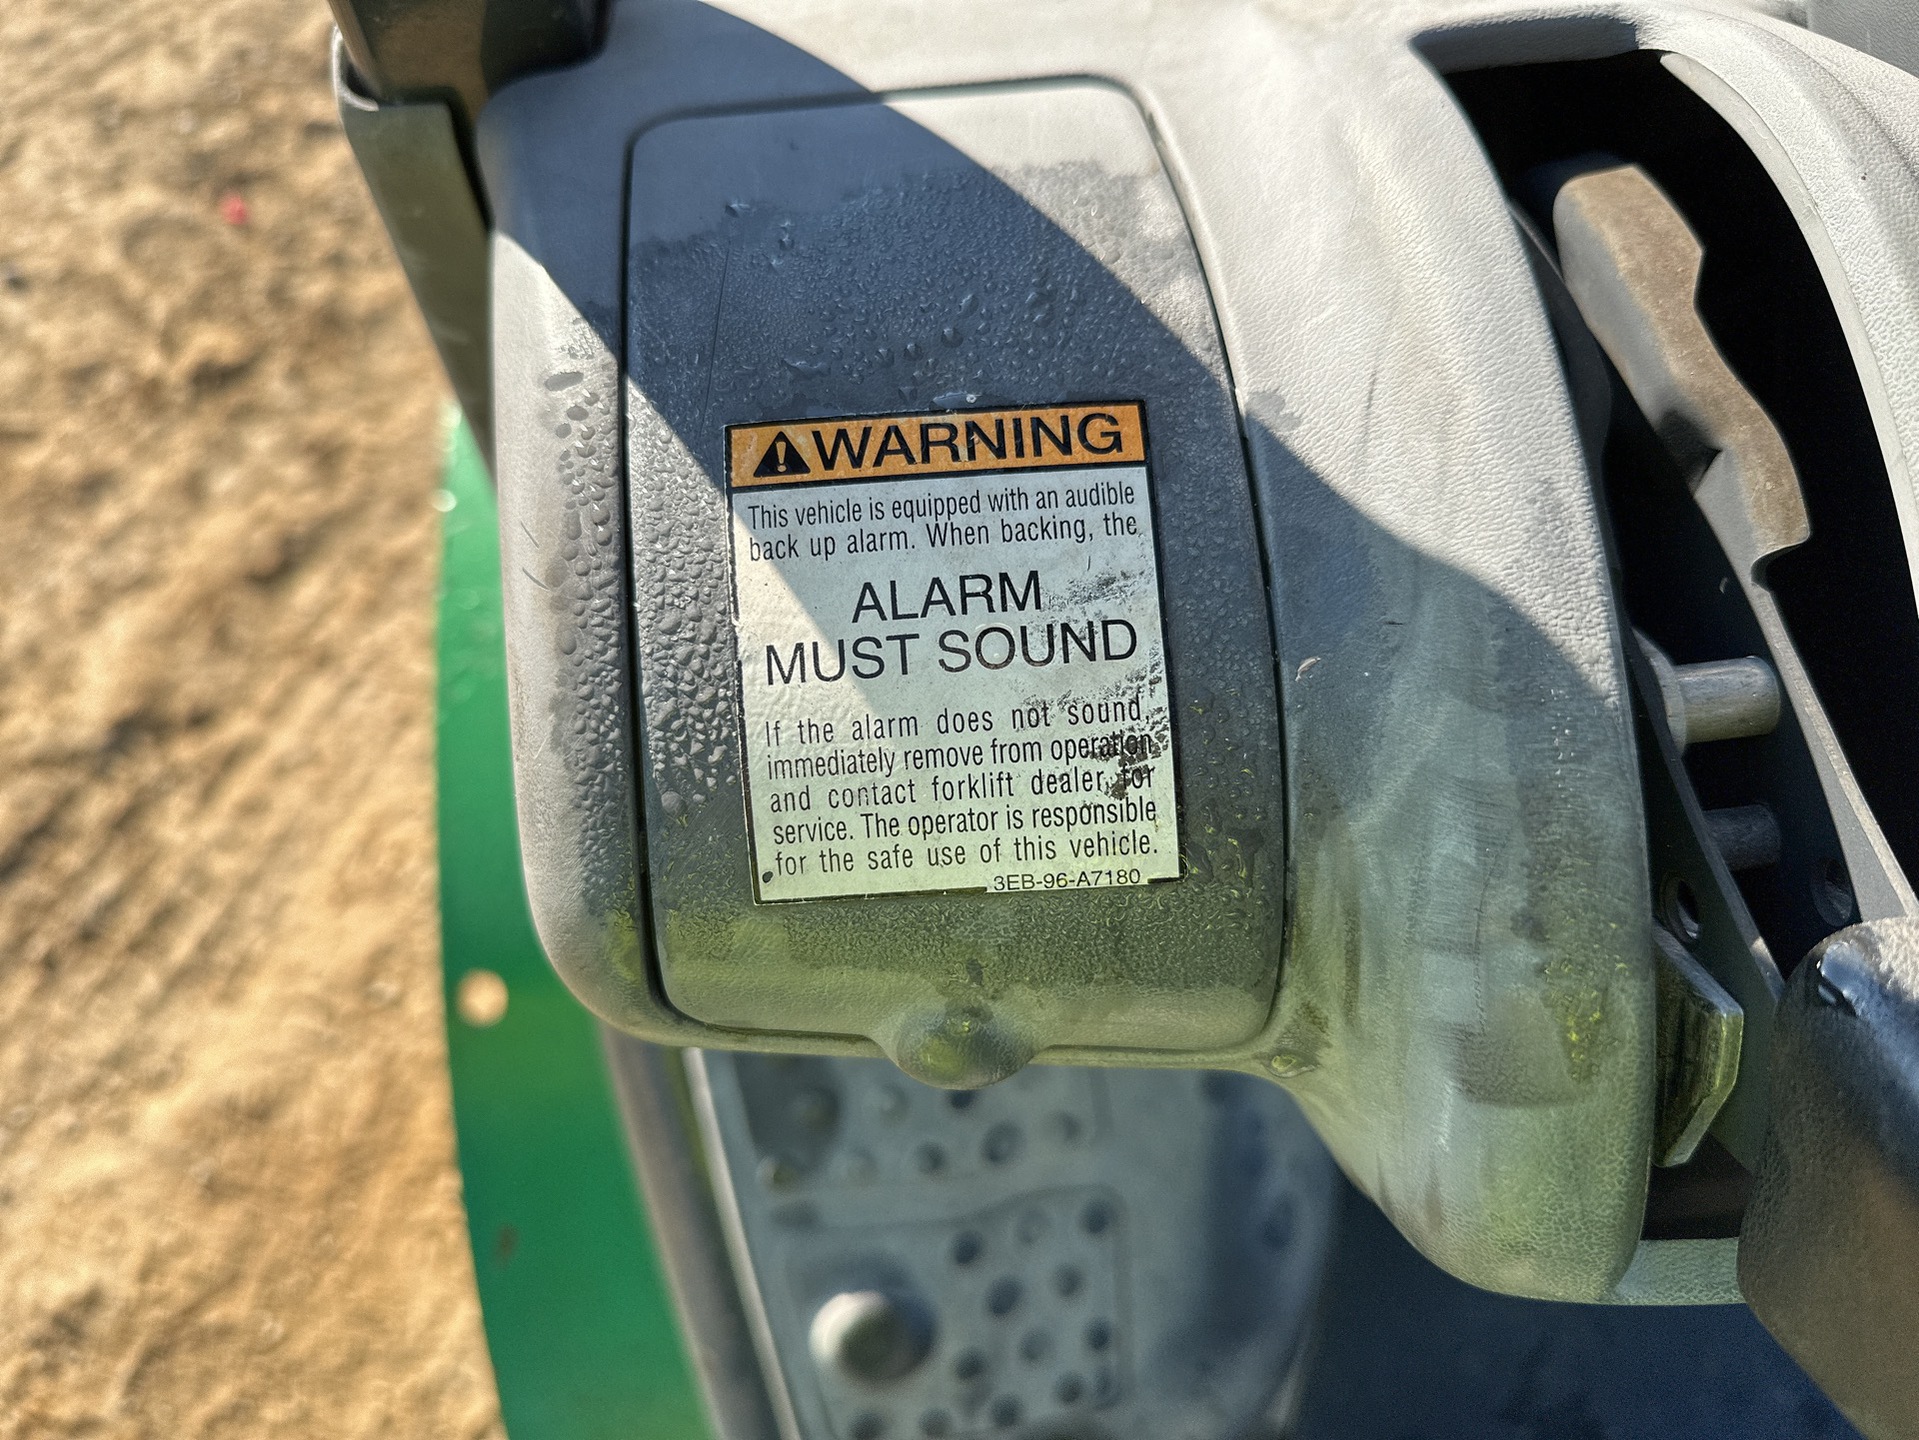 WARNING
This vehicle is equipped with an audible
back up alarm. When backing, the
ALARM
MUST SOUND
If the alarm does not sound,
immediately remove from operation
and contact forklift dealer for
service. The operator is responsible
for the safe use of this vehicle.
3EB-96-A7180